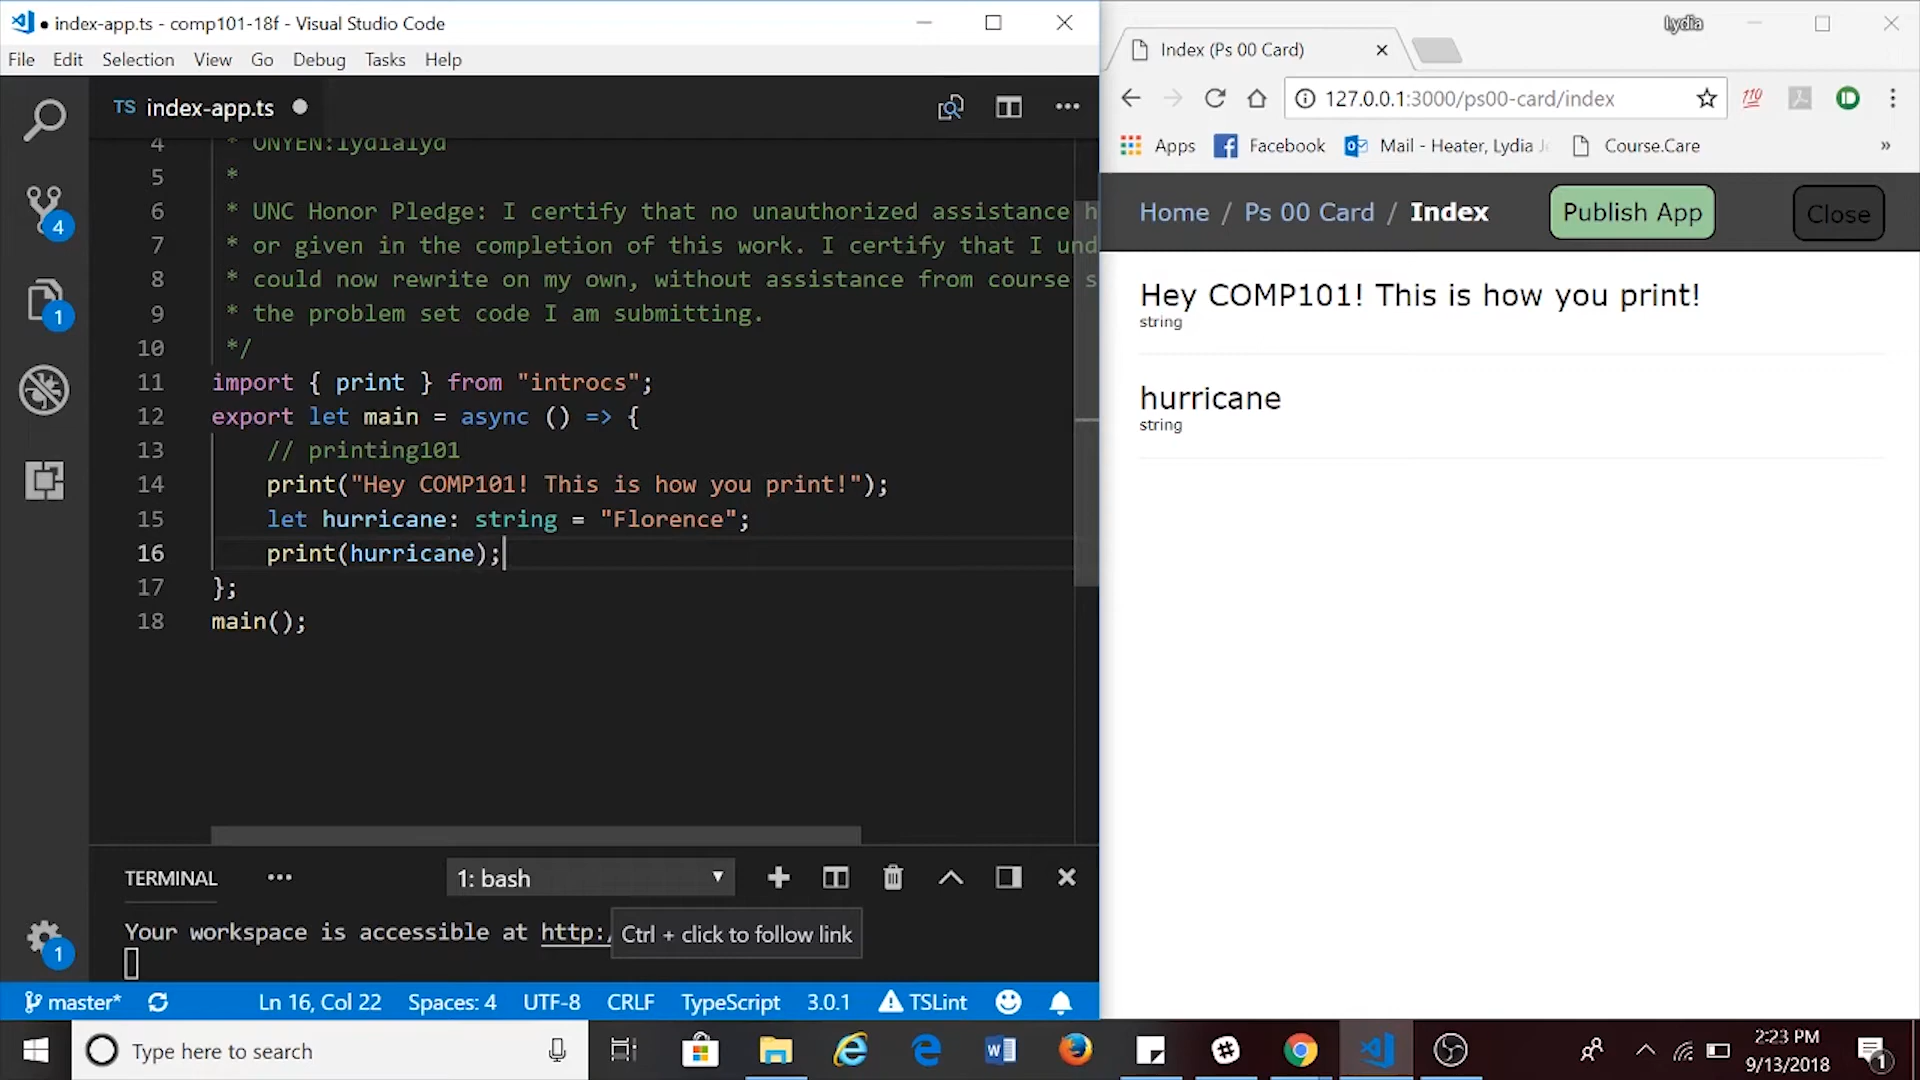 index-app.ts - comp101-18f - Visual Studio Code
File Edit Selection View Go Debug Tasks Help
TS index-app.ts
4 * ONYEN:lydialyd
5 *
6 * UNC Honor Pledge: I certify that no unauthorized assistance h
7 * or given in the completion of this work. I certify that I und
8 * could now rewrite on my own, without assistance from course s
9 * the problem set code I am submitting.
10 */
11 import { print } from "introcs";
12 export let main = async () => {
13 // printing101
14 print("Hey COMP101! This is how you print!");
15 let hurricane: string = "Florence";
16 print(hurricane);
17 };
18 main();
4
1
1
TERMINAL ••• 1: bash
Your workspace is accessible at http:/
Ctrl + click to follow link
master* Ln 16, Col 22 Spaces: 4 UTF-8 CRLF TypeScript 3.0.1 TSLint
Lydia
Index (Ps 00 Card)
127.0.0.1:3000/ps00-card/index
Apps Facebook Mail - Heater, Lydia Course.Care »
Home / Ps 00 Card / Index Publish App Close
Hey COMP101! This is how you print!
string
hurricane
string
Type here to search
2:23 PM
9/13/2018
1